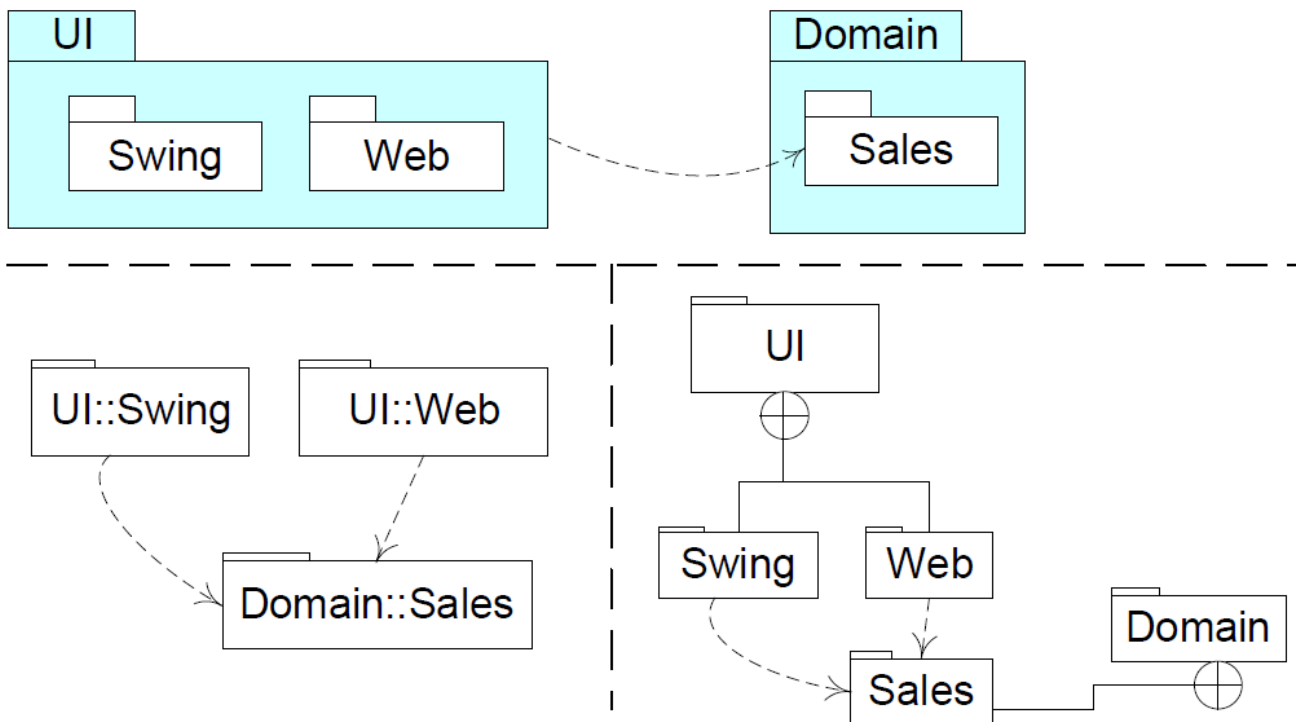 UI
Domain
Swing
Web
Sales
UI::Swing
UI::Web
Domain::Sales
UI
Swing
Web
Domain
Sales